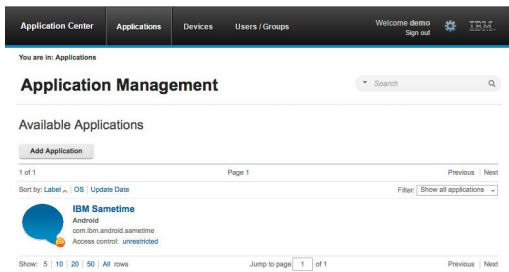 Application Center Applications Devices Users / Groups Welcome demo Sign out IBM.
You are in: Applications
Application Management
Search
Available Applications
Add Application
1 of 1 Page 1 Previous Next
Sort by: Label OS Update Date Filter: Show all applications
IBM Sametime
Android
com.ibm.android.sametime
Access control: unrestricted
Show: 5 10 20 50 All rows Jump to page 1 of 1 Previous Next